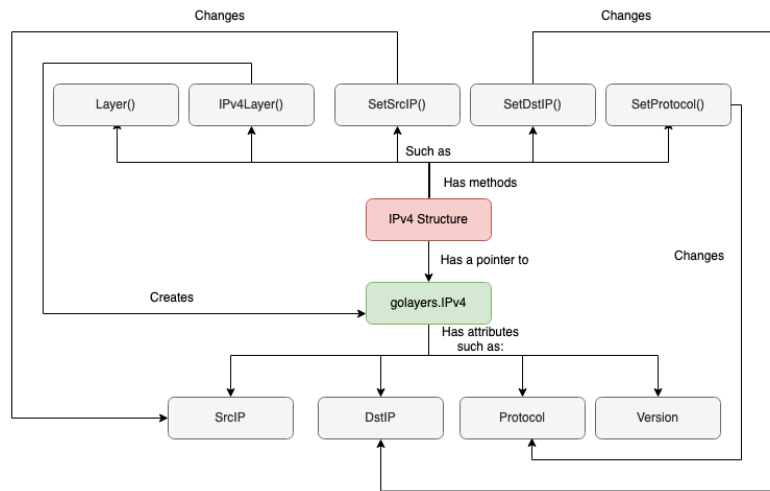 Changes
Changes
Layer()
IPv4Layer()
SetSrcIP()
SetDstIP()
SetProtocol()
Such as
Has methods
IPv4 Structure
Has a pointer to
Changes
Creates
golayers.IPv4
Has attributes
such as:
SrcIP
DstIP
Protocol
Version